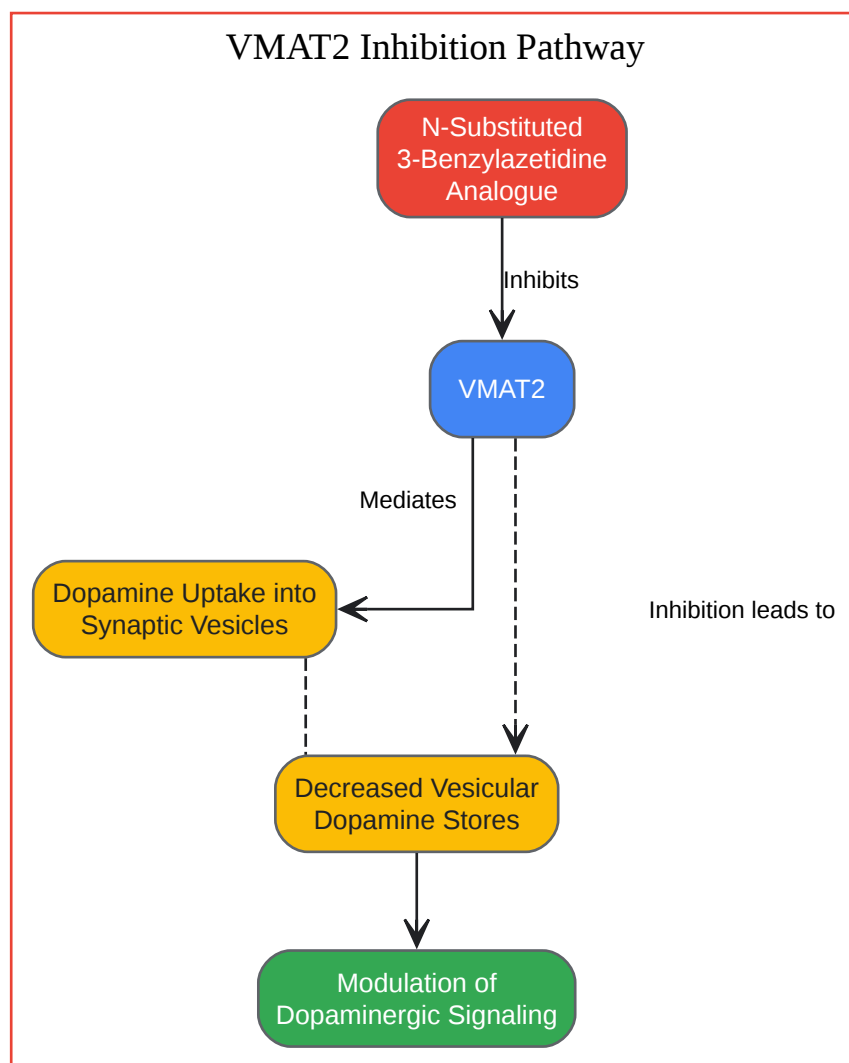 VMAT2 Inhibition Pathway
N-Substituted
3-Benzylazetidine
Analogue
Inhibits
VMAT2
Mediates
Dopamine Uptake into
Synaptic Vesicles
Inhibition leads to
Decreased Vesicular
Dopamine Stores
Modulation of
Dopaminergic Signaling